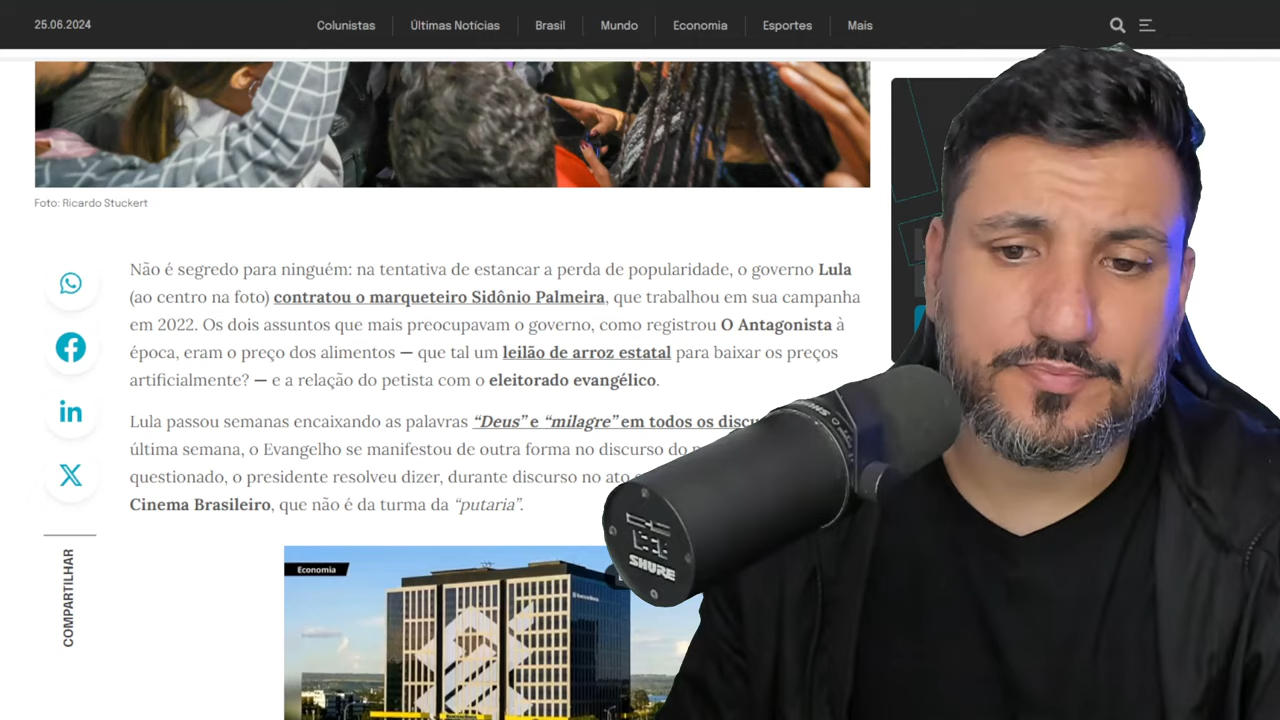 25.06.2024
Colunistas
Últimas Notícias
Brasil
Mundo
Economia
Esportes
Mais
Foto: Ricardo Stuckert
Não é segredo para ninguém: na tentativa de estancar a perda de popularidade, o governo Lula
(ao centro na foto) contratou o marqueteiro Sidônio Palmeira, que trabalhou em sua campanha
em 2022. Os dois assuntos que mais preocupavam o governo, como registrou O Antagonista à
época, eram o preço dos alimentos — que tal um leilão de arroz estatal para baixar os preços
artificialmente? — e a relação do petista com o eleitorado evangélico.
Lula passou semanas encaixando as palavras “Deus” e “milagre” em todos os
última semana, o Evangelho se manifestou de outra forma no discurso do
questionado, o presidente resolveu dizer, durante discurso no ato
Cinema Brasileiro, que não é da turma da “putaria”.
COMPARTILHAR
Economia
SHURE